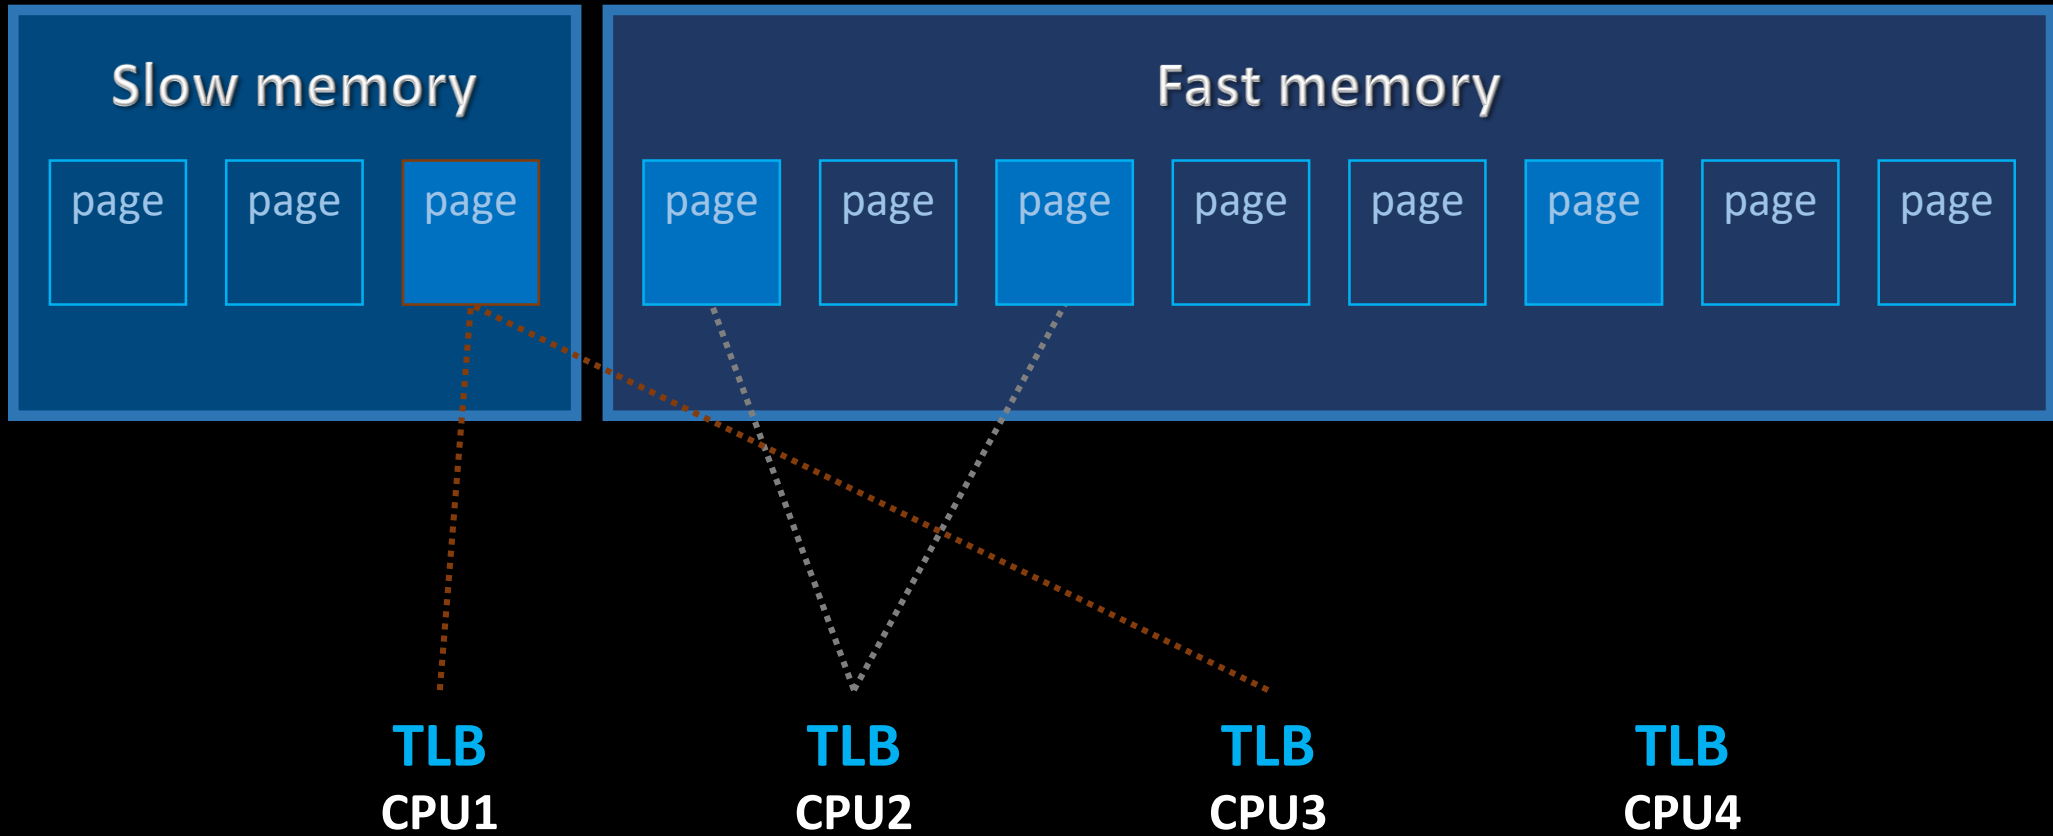 Slow memory
Fast memory
page page page page page page page page page page page
TLB TLB TLB TLB
CPU1 CPU2 CPU3 CPU4